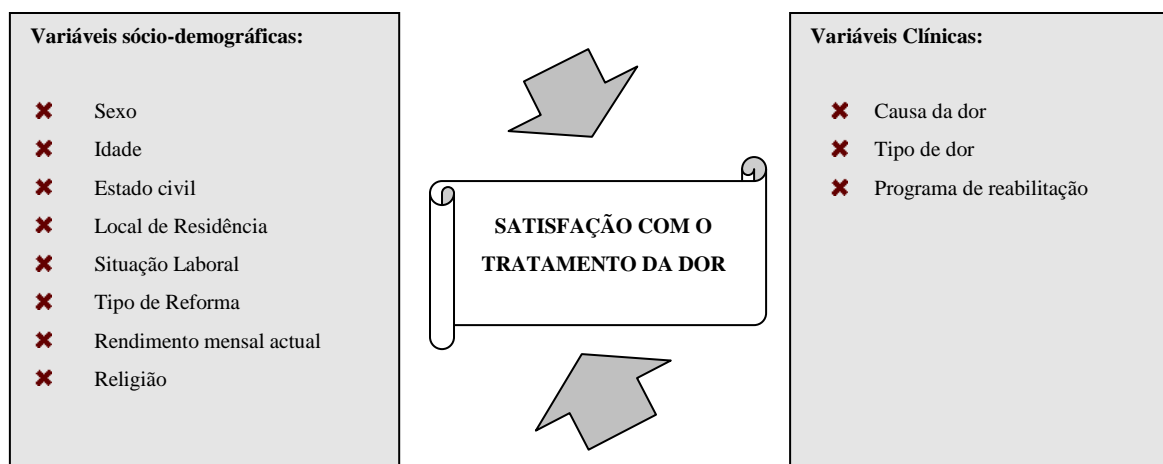 Variáveis sócio-demográficas:
Sexo
Idade
Estado civil
Local de Residência
Situação Laboral
Tipo de Reforma
Rendimento mensal actual
Religião
SATISFAÇÃO COM O
TRATAMENTO DA DOR
Variáveis Clínicas:
Causa da dor
Tipo de dor
Programa de reabilitação